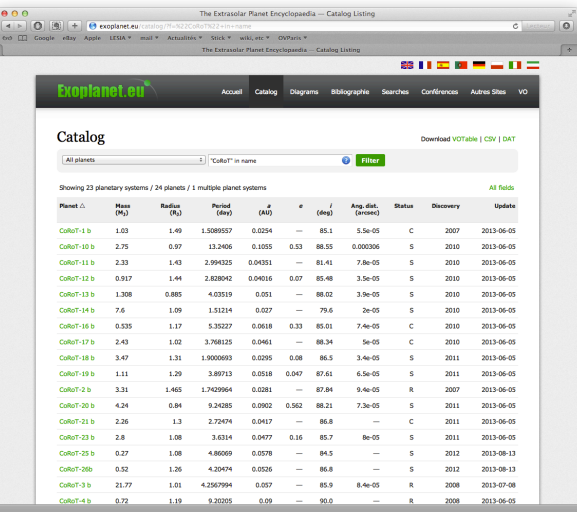 The Extrasolar Planet Encyclopaedia — Catalog Listing
exoplanet.eu/catalog/?f=%22CoRoT%22+in+name
Google eBay Apple LESIA mail Actualités Stick wiki, etc OVParis
The Extrasolar Planet Encyclopaedia — Catalog Listing
Exoplanet.eu Accueil Catalog Diagrams Bibliographie Searches Conférences Autres Sites VO
Catalog
Download VOTable | CSV | DAT
All planets "CoRoT" in name ? Filter
Showing 23 planetary systems / 24 planets / 1 multiple planet systems All fields
Planet △ Mass Radius Period a e i Ang. dist. Status Discovery Update
(MJ) (RJ) (day) (AU) (deg) (arcsec)
CoRoT-1 b 1.03 1.49 1.5089557 0.0254 — 85.1 5.5e-05 C 2007 2013-06-05
CoRoT-10 b 2.75 0.97 13.2406 0.1055 0.53 88.55 0.000306 S 2010 2013-06-05
CoRoT-11 b 2.33 1.43 2.994325 0.04351 — 81.41 7.8e-05 S 2010 2013-06-05
CoRoT-12 b 0.917 1.44 2.828042 0.04016 0.07 85.48 3.5e-05 S 2010 2013-06-05
CoRoT-13 b 1.308 0.885 4.03519 0.051 — 88.02 3.9e-05 S 2010 2013-06-05
CoRoT-14 b 7.6 1.09 1.51214 0.027 — 79.6 2e-05 S 2010 2013-06-05
CoRoT-16 b 0.535 1.17 5.35227 0.0618 0.33 85.01 7.4e-05 C 2010 2013-06-05
CoRoT-17 b 2.43 1.02 3.768125 0.0461 — 88.34 5e-05 C 2010 2013-06-05
CoRoT-18 b 3.47 1.31 1.9000693 0.0295 0.08 86.5 3.4e-05 S 2011 2013-06-05
CoRoT-19 b 1.11 1.29 3.89713 0.0518 0.047 87.61 6.5e-05 S 2011 2013-06-05
CoRoT-2 b 3.31 1.465 1.7429964 0.0281 — 87.84 9.4e-05 R 2007 2013-06-05
CoRoT-20 b 4.24 0.84 9.24285 0.0902 0.562 88.21 7.3e-05 S 2011 2013-06-05
CoRoT-21 b 2.26 1.3 2.72474 0.0417 — 86.8 — C 2011 2013-06-05
CoRoT-23 b 2.8 1.08 3.6314 0.0477 0.16 85.7 8e-05 S 2011 2013-06-05
CoRoT-25 b 0.27 1.08 4.86069 0.0578 — 84.5 — S 2012 2013-08-13
CoRoT-26b 0.52 1.26 4.20474 0.0526 — 86.8 — S 2012 2013-08-13
CoRoT-3 b 21.77 1.01 4.2567994 0.057 — 85.9 8.4e-05 R 2008 2013-07-08
CoRoT-4 b 0.72 1.19 9.20205 0.09 — 90.0 — R 2008 2013-06-05